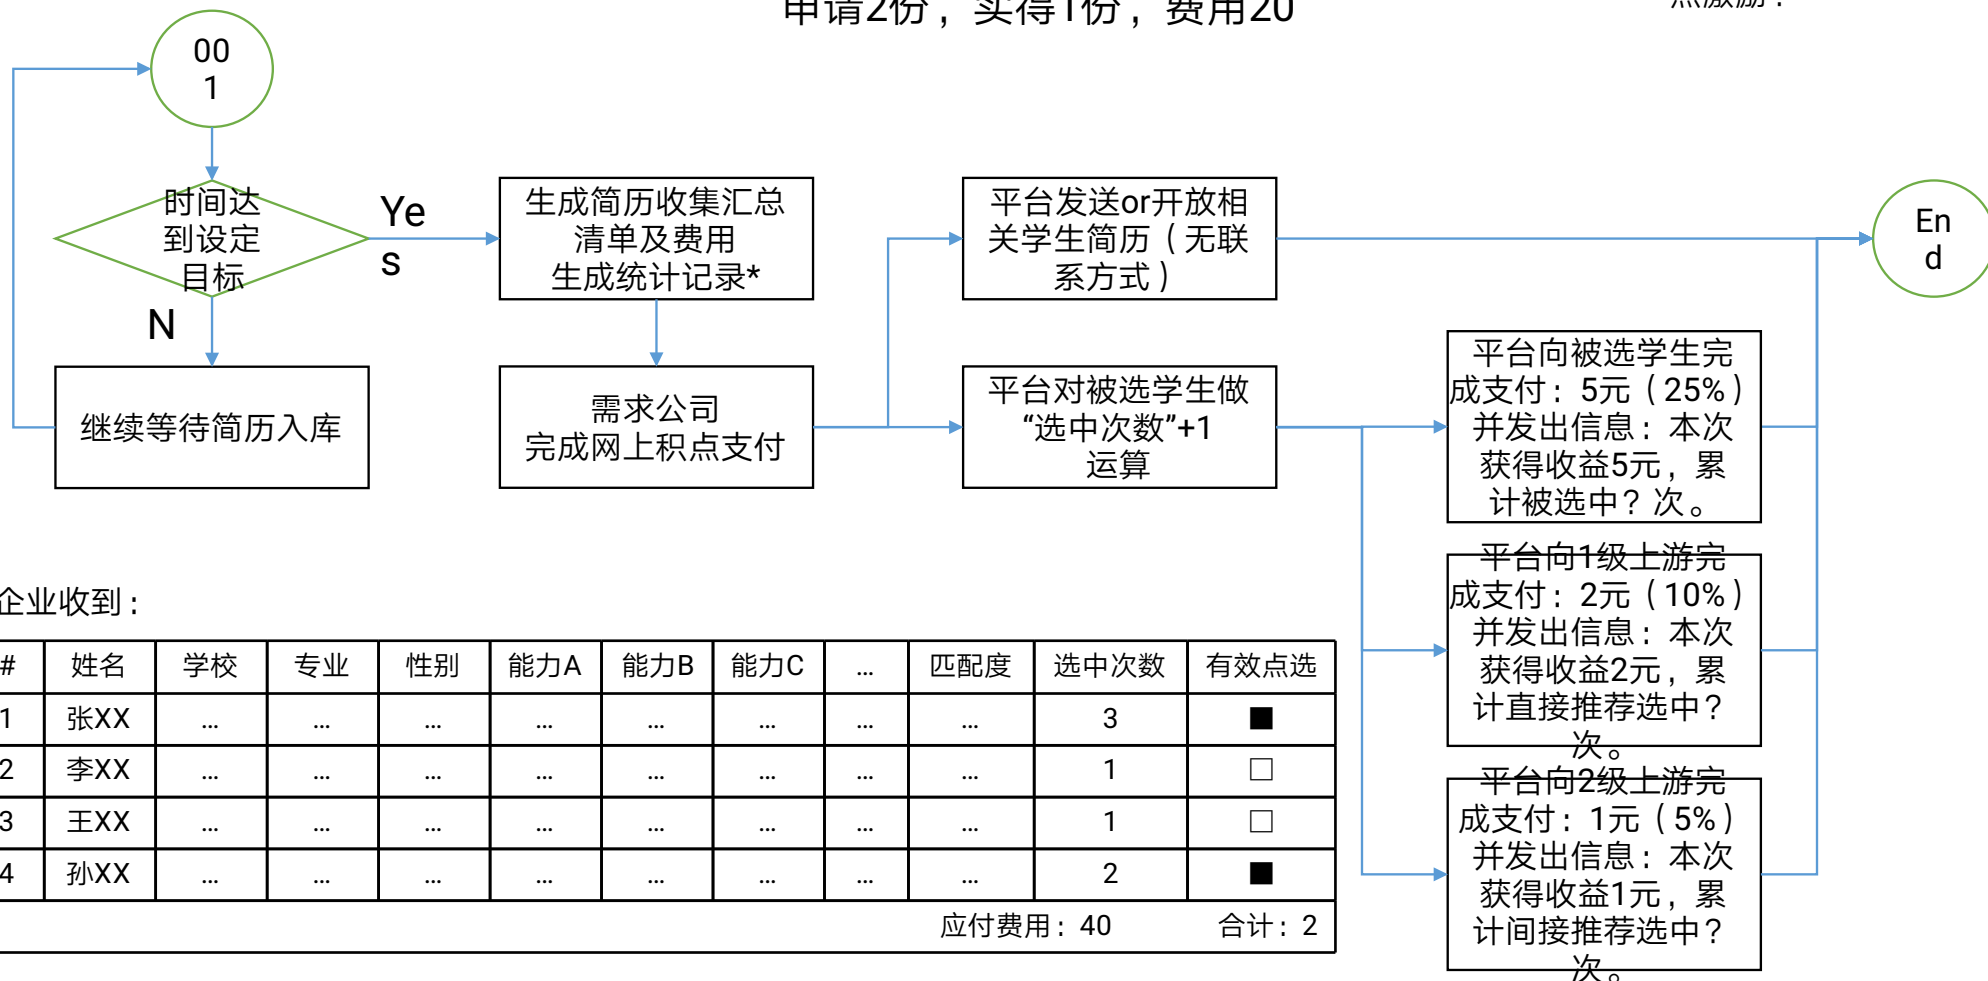 申请2份，实得1份，费用20
点激励：
00
1
时间达
到设定
目标
Ye
s
N
继续等待简历入库
生成简历收集汇总
清单及费用
生成统计记录*
需求公司
完成网上积点支付
平台发送or开放相
关学生简历（无联
系方式）
平台对被选学生做
“选中次数”+1
运算
En
d
平台向被选学生完
成支付：5元（25%）
并发出信息：本次
获得收益5元，累
计被选中？次。
平台向1级上游完
成支付：2元（10%）
并发出信息：本次
获得收益2元，累
计直接推荐选中？
次。
平台向2级上游完
成支付：1元（5%）
并发出信息：本次
获得收益1元，累
计间接推荐选中？
次。
企业收到：
# 姓名 学校 专业 性别 能力A 能力B 能力C … 匹配度 选中次数 有效点选
1 张XX … … … … … … … … 3 ■
2 李XX … … … … … … … … 1 □
3 王XX … … … … … … … … 1 □
4 孙XX … … … … … … … … 2 ■
应付费用：40 合计：2